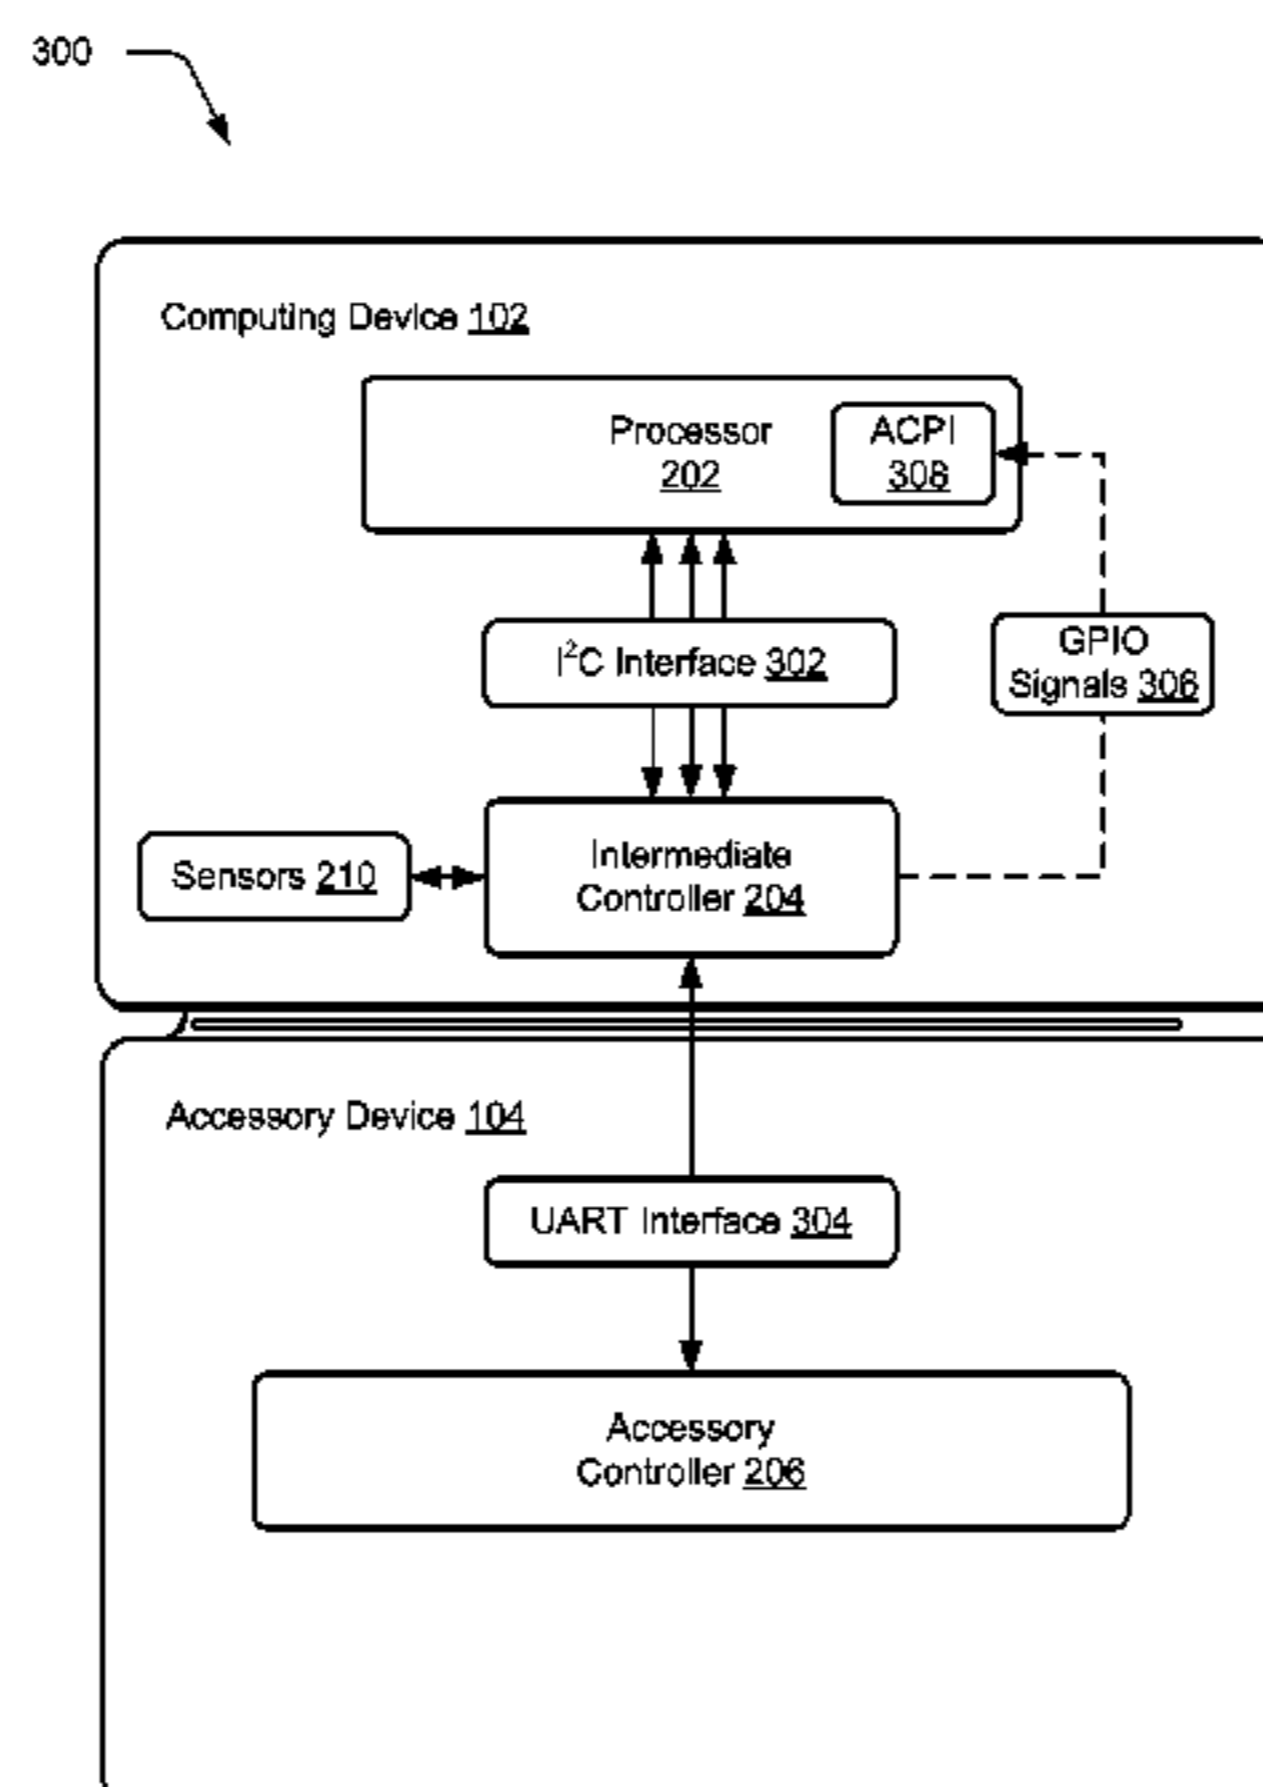 300
Computing Device 102
Processor
202
ACPI
308
I²C Interface 302
GPIO
Signals 306
Sensors 210
Intermediate
Controller 204
Accessory Device 104
UART Interface 304
Accessory
Controller 206